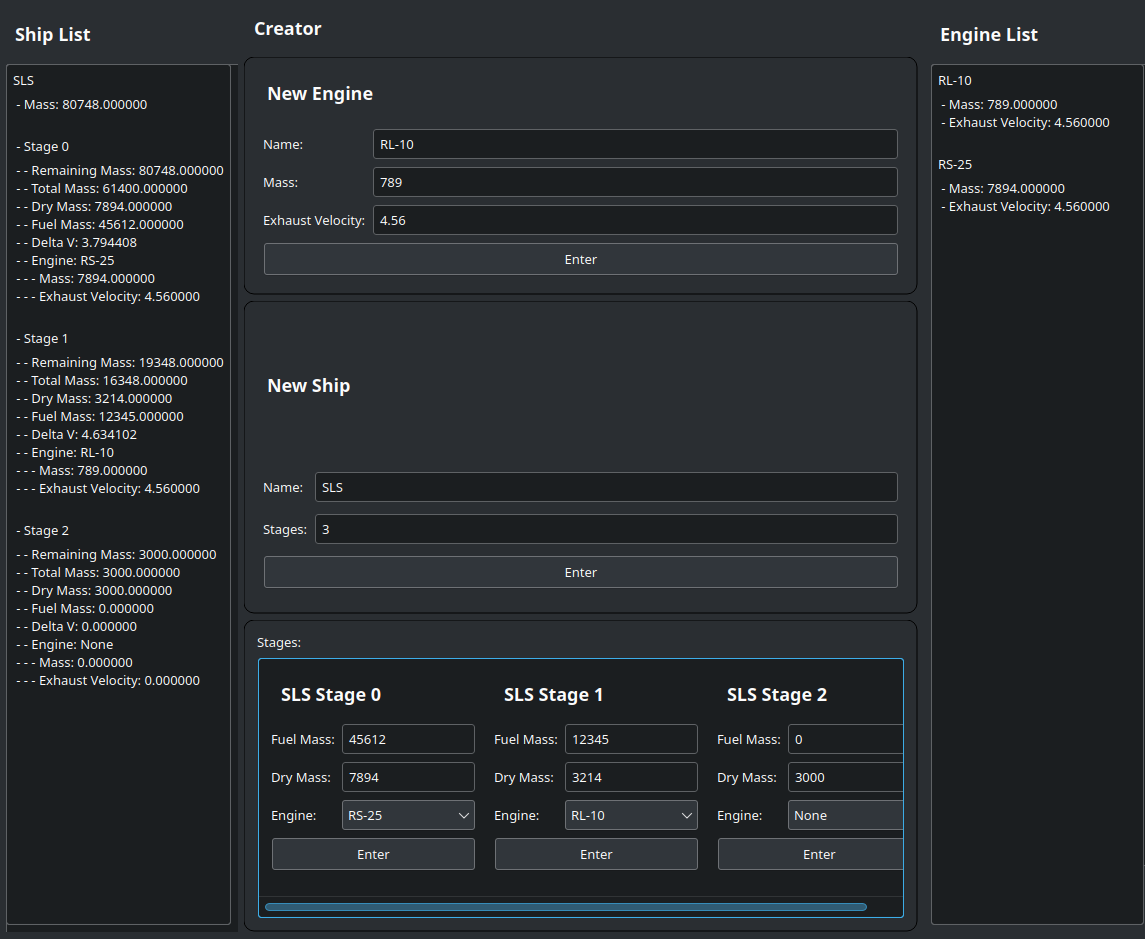 Ship List
SLS
- Mass: 80748.000000
- Stage 0
- - Remaining Mass: 80748.000000
- - Total Mass: 61400.000000
- - Dry Mass: 7894.000000
- - Fuel Mass: 45612.000000
- - Delta V: 3.794408
- - Engine: RS-25
- - - Mass: 7894.000000
- - - Exhaust Velocity: 4.560000
- Stage 1
- - Remaining Mass: 19348.000000
- - Total Mass: 16348.000000
- - Dry Mass: 3214.000000
- - Fuel Mass: 12345.000000
- - Delta V: 4.634102
- - Engine: RL-10
- - - Mass: 789.000000
- - - Exhaust Velocity: 4.560000
- Stage 2
- - Remaining Mass: 3000.000000
- - Total Mass: 3000.000000
- - Dry Mass: 3000.000000
- - Fuel Mass: 0.000000
- - Delta V: 0.000000
- - Engine: None
- - - Mass: 0.000000
- - - Exhaust Velocity: 0.000000
Creator
New Engine
Name: RL-10
Mass: 789
Exhaust Velocity: 4.56
Enter
New Ship
Name: SLS
Stages: 3
Enter
Stages:
SLS Stage 0
Fuel Mass: 45612
Dry Mass: 7894
Engine: RS-25
Enter
SLS Stage 1
Fuel Mass: 12345
Dry Mass: 3214
Engine: RL-10
Enter
SLS Stage 2
Fuel Mass: 0
Dry Mass: 3000
Engine: None
Enter
Engine List
RL-10
- Mass: 789.000000
- Exhaust Velocity: 4.560000
RS-25
- Mass: 7894.000000
- Exhaust Velocity: 4.560000